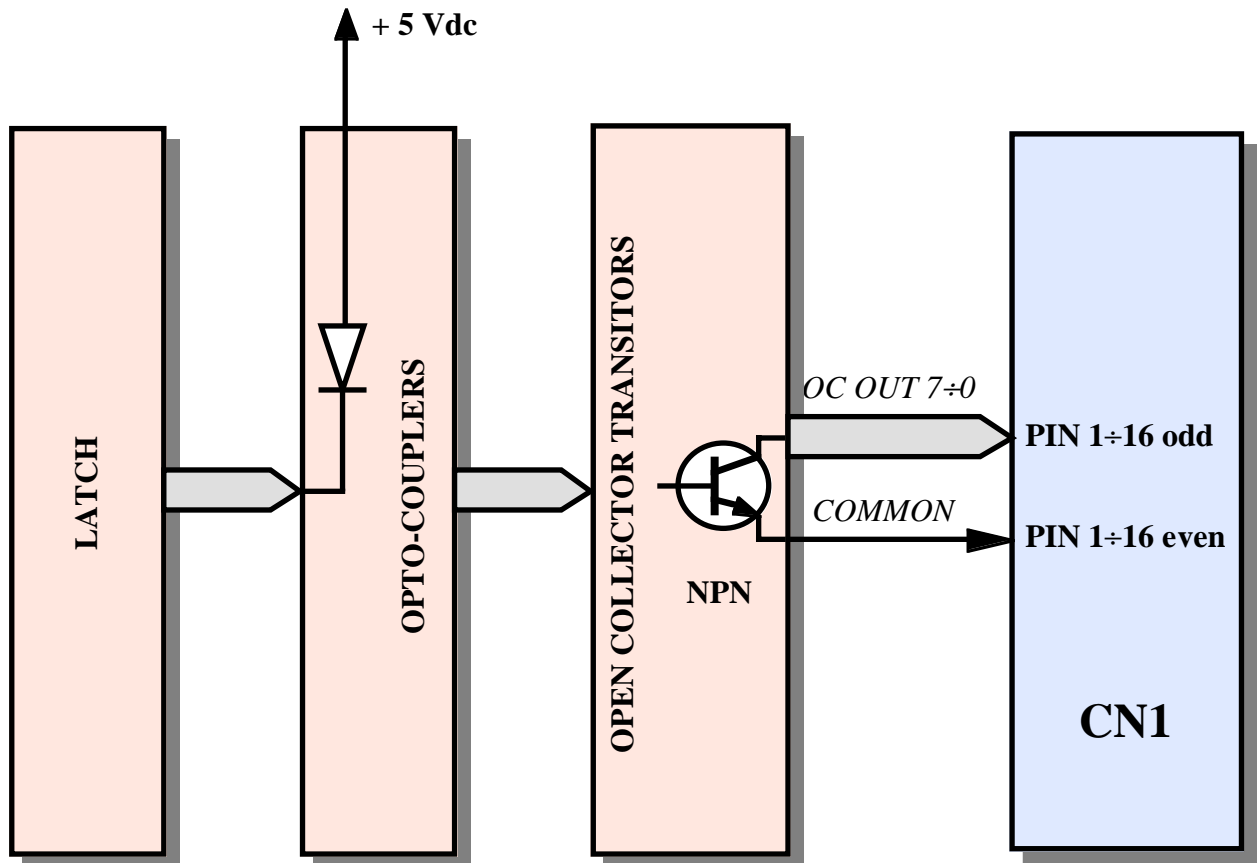 + 5 Vdc
LATCH
OPTO-COUPLERS
OPEN COLLECTOR TRANSITORS
NPN
OC OUT 7÷0
COMMON
PIN 1÷16 odd
PIN 1÷16 even
CN1